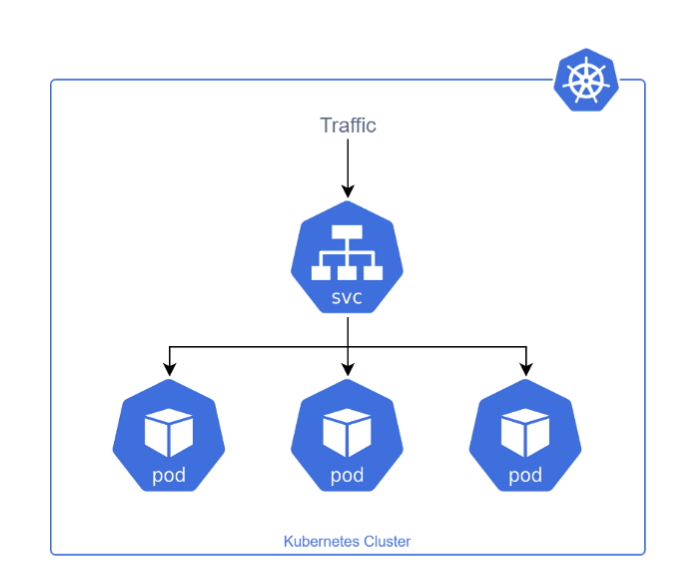 Traffic
svc
pod
pod
pod
Kubernetes Cluster